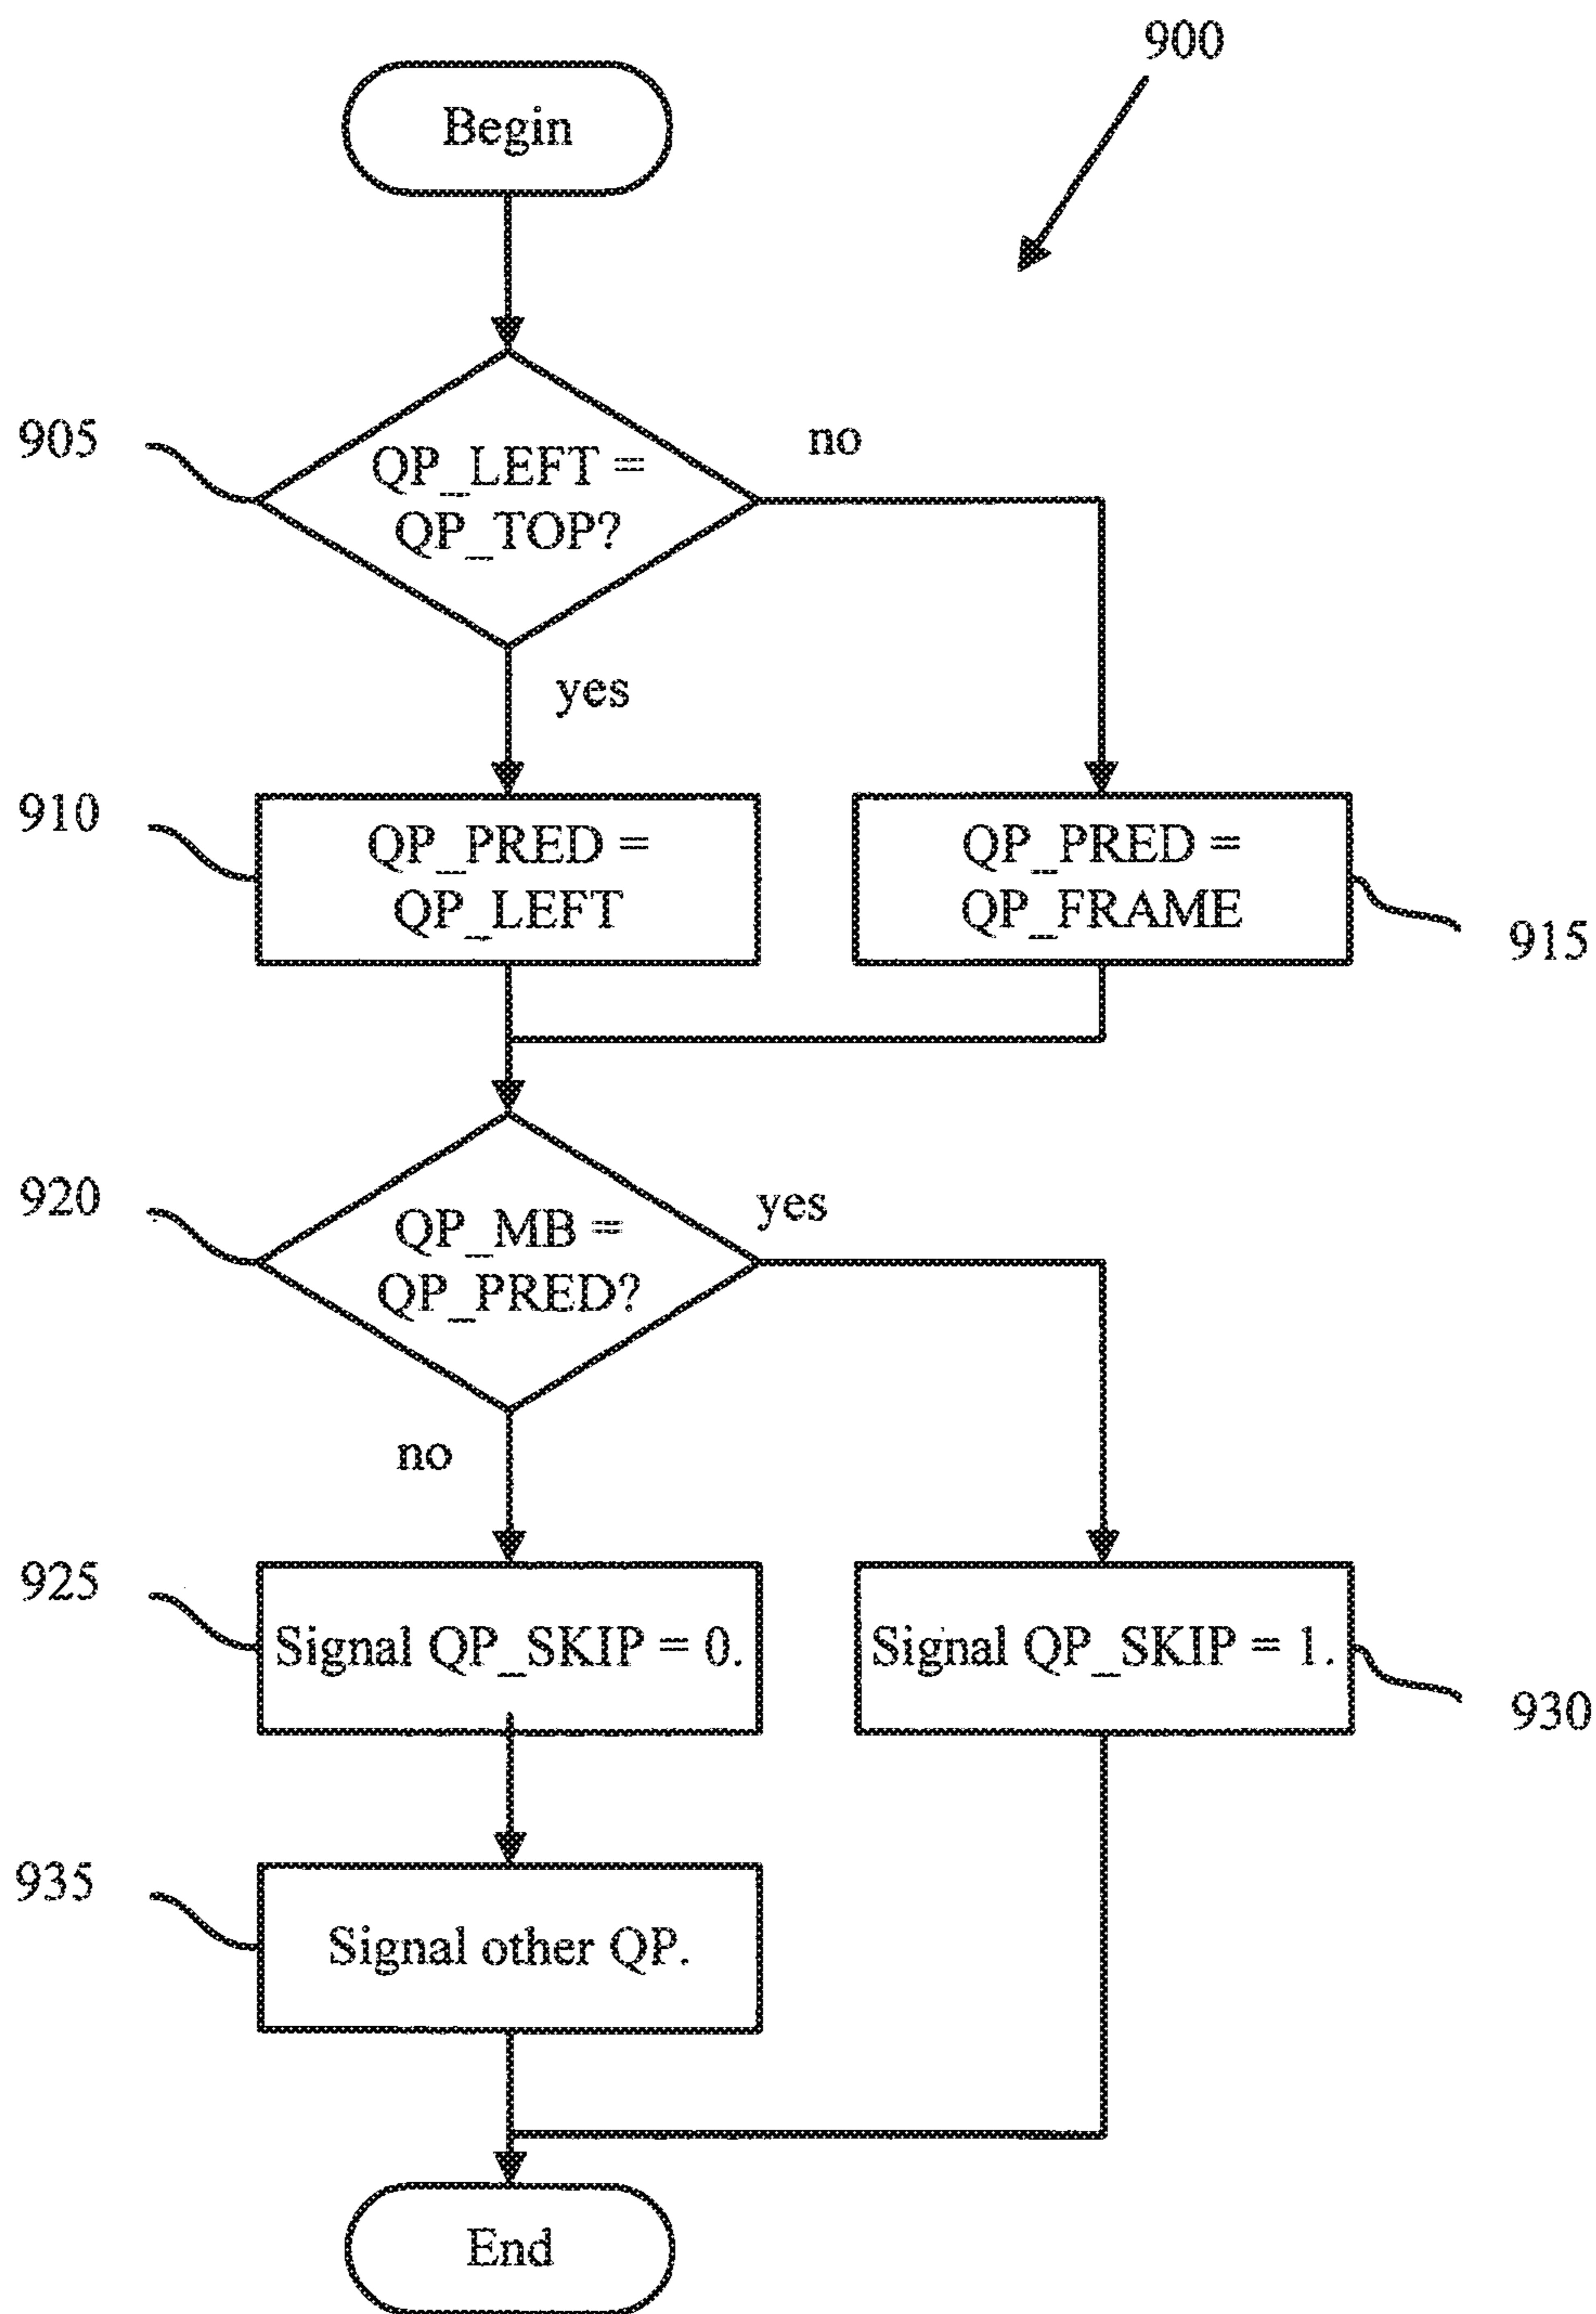 900
Begin
905
QP_LEFT =
QP_TOP?
no
yes
910
QP_PRED =
QP_LEFT
QP_PRED =
QP_FRAME
915
920
QP_MB =
QP_PRED?
yes
no
925
Signal QP_SKIP = 0.
Signal QP_SKIP = 1.
930
935
Signal other QP.
End